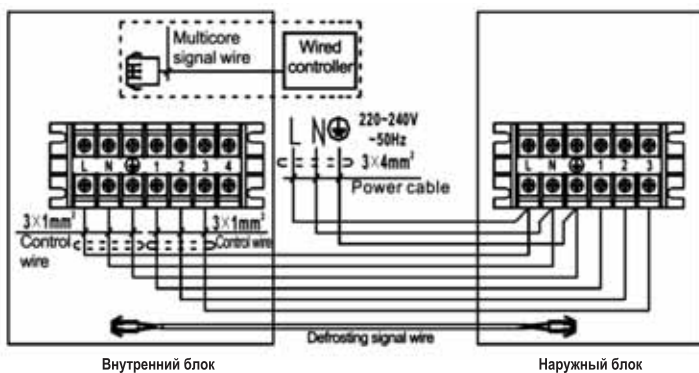 Multicore
signal wire
Wired
controller
L N 220~240V
~50Hz
3×4mm²
Power cable
L N 1 2 3 4
L N 1 2 3
3×1mm²
Control
wire
3×1mm²
Control wire
Defrosting signal wire
Внутренний блок
Наружный блок